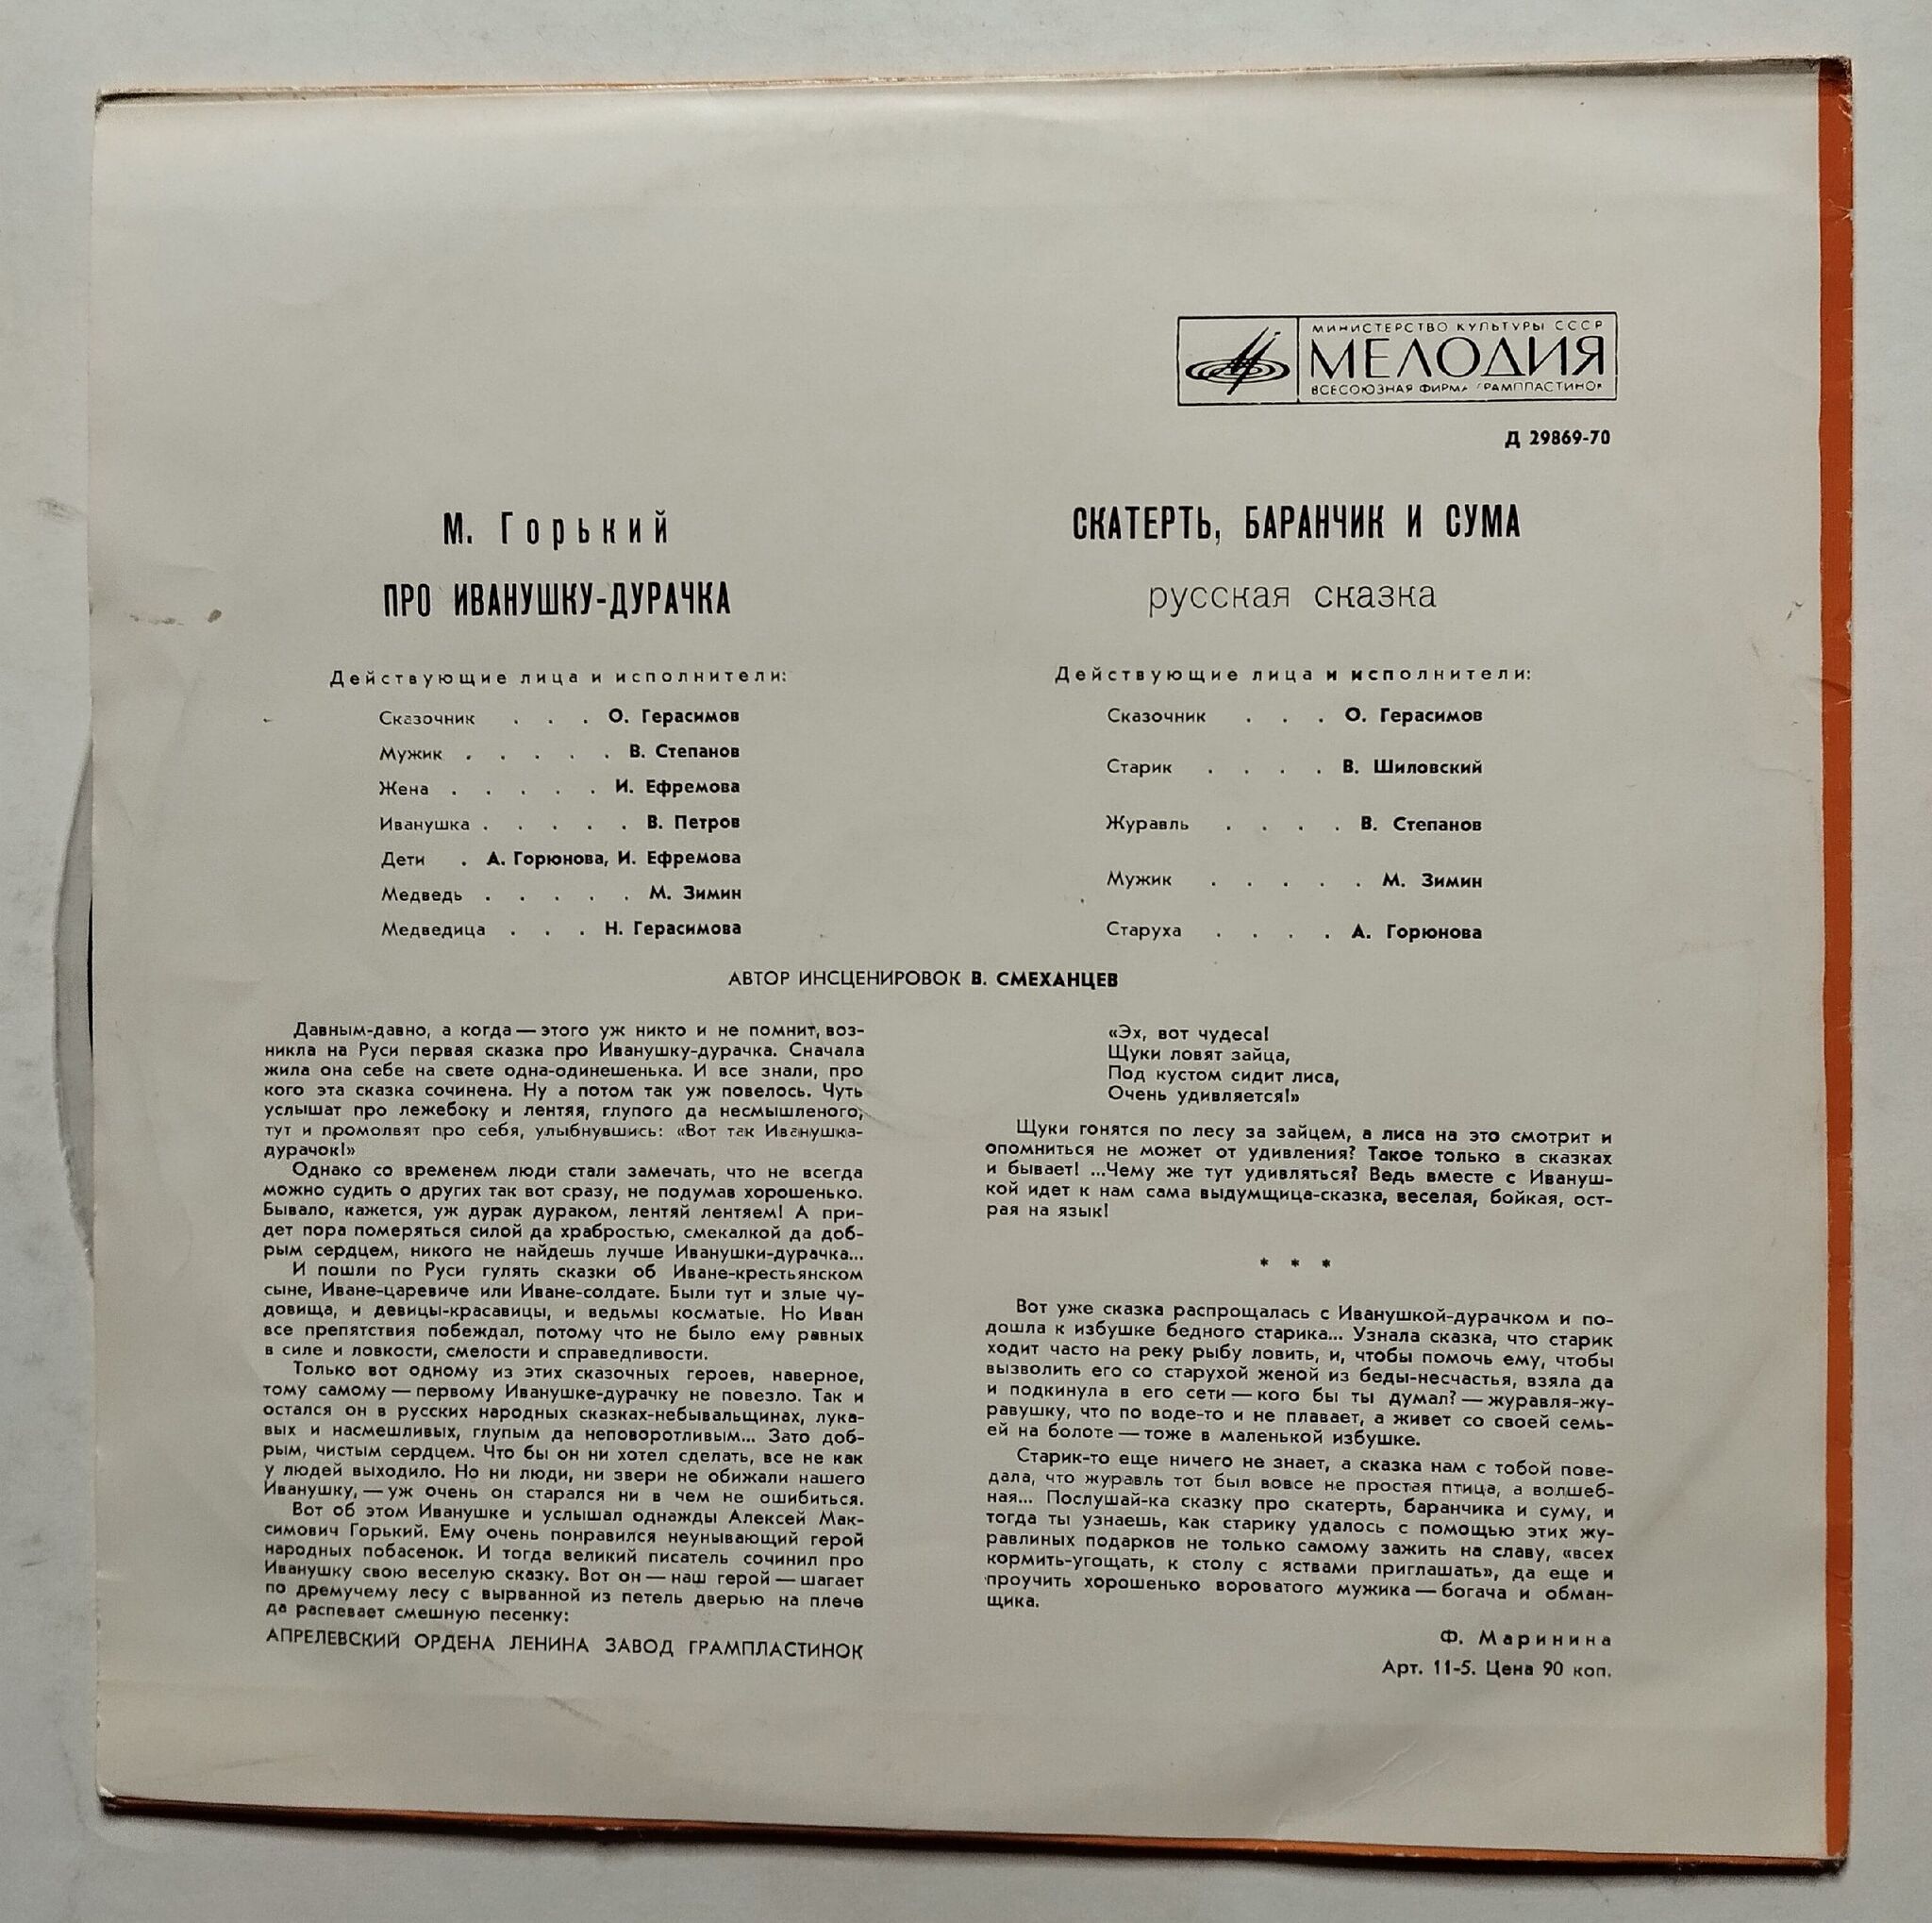 МИНИСТЕРСТВО КУЛЬТУРЫ СССР
МЕЛОДИЯ
ВСЕСОЮЗНАЯ ФИРМА ГРАМПЛАСТИНОК
Д 29869-70
М. Горький
ПРО ИВАНУШКУ-ДУРАЧКА
Действующие лица и исполнители:
Сказочник . . . О. Герасимов
Мужик . . . . . В. Степанов
Жена . . . . . И. Ефремова
Иванушка . . . . . В. Петров
Дети . А. Горюнова, И. Ефремова
Медведь . . . . . М. Зимин
Медведица . . . Н. Герасимова
СКАТЕРТЬ, БАРАНЧИК И СУМА
русская сказка
Действующие лица и исполнители:
Сказочник . . . О. Герасимов
Старик . . . . В. Шиловский
Журавль . . . . В. Степанов
Мужик . . . . . М. Зимин
Старуха . . . . А. Горюнова
АВТОР ИНСЦЕНИРОВОК В. СМЕХАНЦЕВ
Давным-давно, а когда — этого уж никто и не помнит, воз-
никла на Руси первая сказка про Иванушку-дурачка. Сначала
жила она себе на свете одна-одинешенька. И все знали, про
кого эта сказка сочинена. Ну а потом так уж повелось. Чуть
услышат про лежебоку и лентяя, глупого да несмышленого,
тут и промолвят про себя, улыбнувшись: «Вот так Иванушка-
дурачок!»
Однако со временем люди стали замечать, что не всегда
можно судить о других так вот сразу, не подумав хорошенько.
Бывало, кажется, уж дурак дураком, лентяй лентяем! А при-
дет пора померяться силой да храбростью, смекалкой да доб-
рым сердцем, никого не найдешь лучше Иванушки-дурачка...
И пошли по Руси гулять сказки об Иване-крестьянском
сыне, Иване-царевиче или Иване-солдате. Были тут и злые чу-
довища, и девицы-красавицы, и ведьмы косматые. Но Иван
все препятствия побеждал, потому что не было ему равных
в силе и ловкости, смелости и справедливости.
Только вот одному из этих сказочных героев, наверное,
тому самому — первому Иванушке-дурачку не повезло. Так и
остался он в русских народных сказках-небывальщинах, лука-
вых и насмешливых, глупым да неповоротливым... Зато доб-
рым, чистым сердцем. Что бы он ни хотел сделать, все не как
у людей выходило. Но ни люди, ни звери не обижали нашего
Иванушку, — уж очень он старался ни в чем не ошибиться.
Вот об этом Иванушке и услышал однажды Алексей Мак-
симович Горький. Ему очень понравился неунывающий герой
народных побасенок. И тогда великий писатель сочинил про
Иванушку свою веселую сказку. Вот он — наш герой — шагает
по дремучему лесу с вырванной из петель дверью на плече
да распевает смешную песенку:
АПРЕЛЕВСКИЙ ОРДЕНА ЛЕНИНА ЗАВОД ГРАМПЛАСТИНОК
«Эх, вот чудеса!
Щуки ловят зайца,
Под кустом сидит лиса,
Очень удивляется!»
Щуки гонятся по лесу за зайцем, а лиса на это смотрит и
опомниться не может от удивления? Такое только в сказках
и бывает! ...Чему же тут удивляться? Ведь вместе с Ивануш-
кой идет к нам сама выдумщица-сказка, веселая, бойкая, ост-
рая на язык!
* * *
Вот уже сказка распрощалась с Иванушкой-дурачком и по-
дошла к избушке бедного старика... Узнала сказка, что старик
ходит часто на реку рыбу ловить, и, чтобы помочь ему, чтобы
вызволить его со старухой женой из беды-несчастья, взяла да
и подкинула в его сети — кого бы ты думал? — журавля-жу-
равушку, что по воде-то и не плавает, а живет со своей семь-
ей на болоте — тоже в маленькой избушке.
Старик-то еще ничего не знает, а сказка нам с тобой пове-
дала, что журавль тот был вовсе не простая птица, а волшеб-
ная... Послушай-ка сказку про скатерть, баранчика и суму, и
тогда ты узнаешь, как старику удалось с помощью этих жу-
равлиных подарков не только самому зажить на славу, «всех
кормить-угощать, к столу с яствами приглашать», да еще и
проучить хорошенько вороватого мужика — богача и обман-
щика.
Ф. Маринина
Арт. 11-5. Цена 90 коп.